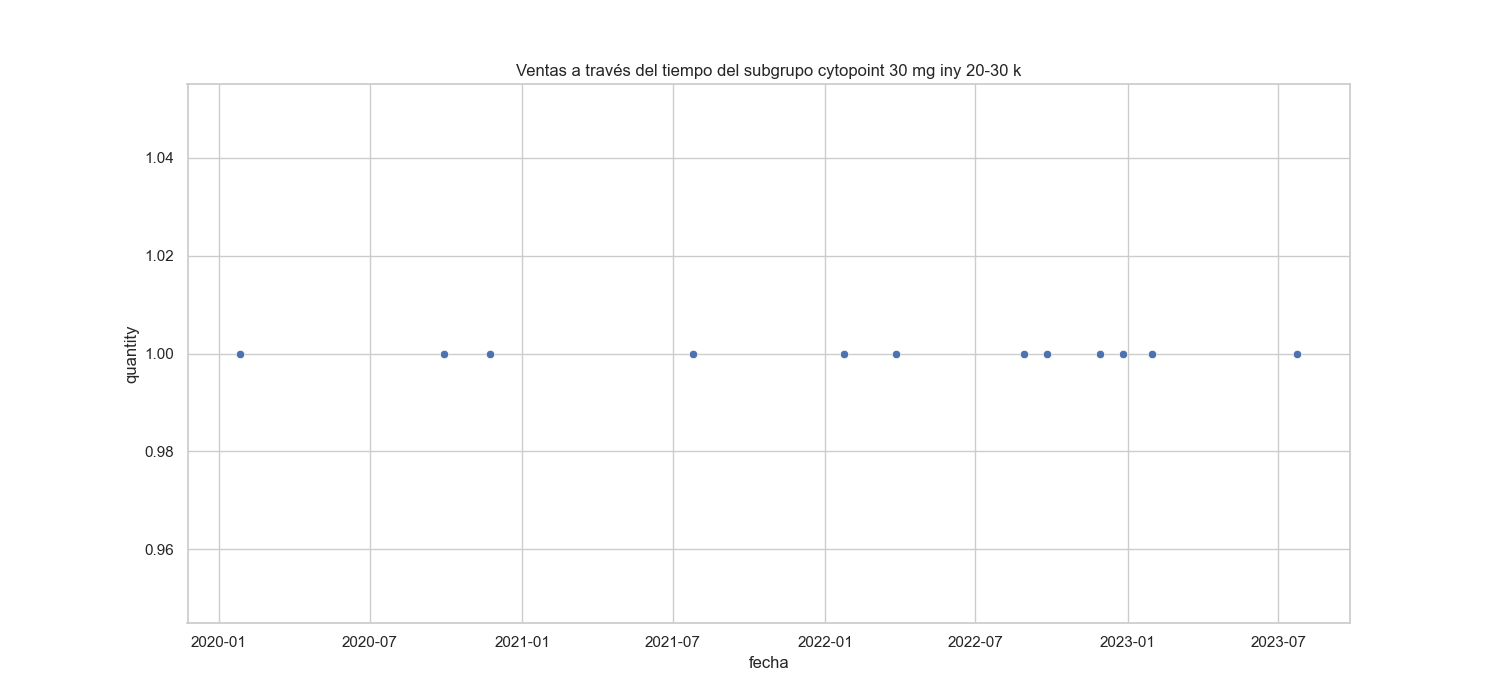 Ventas a través del tiempo del subgrupo cytopoint 30 mg iny 20-30 k
1.04
1.02
1.00
0.98
0.96
quantity
2020-01 2020-07 2021-01 2021-07 2022-01 2022-07 2023-01 2023-07
fecha